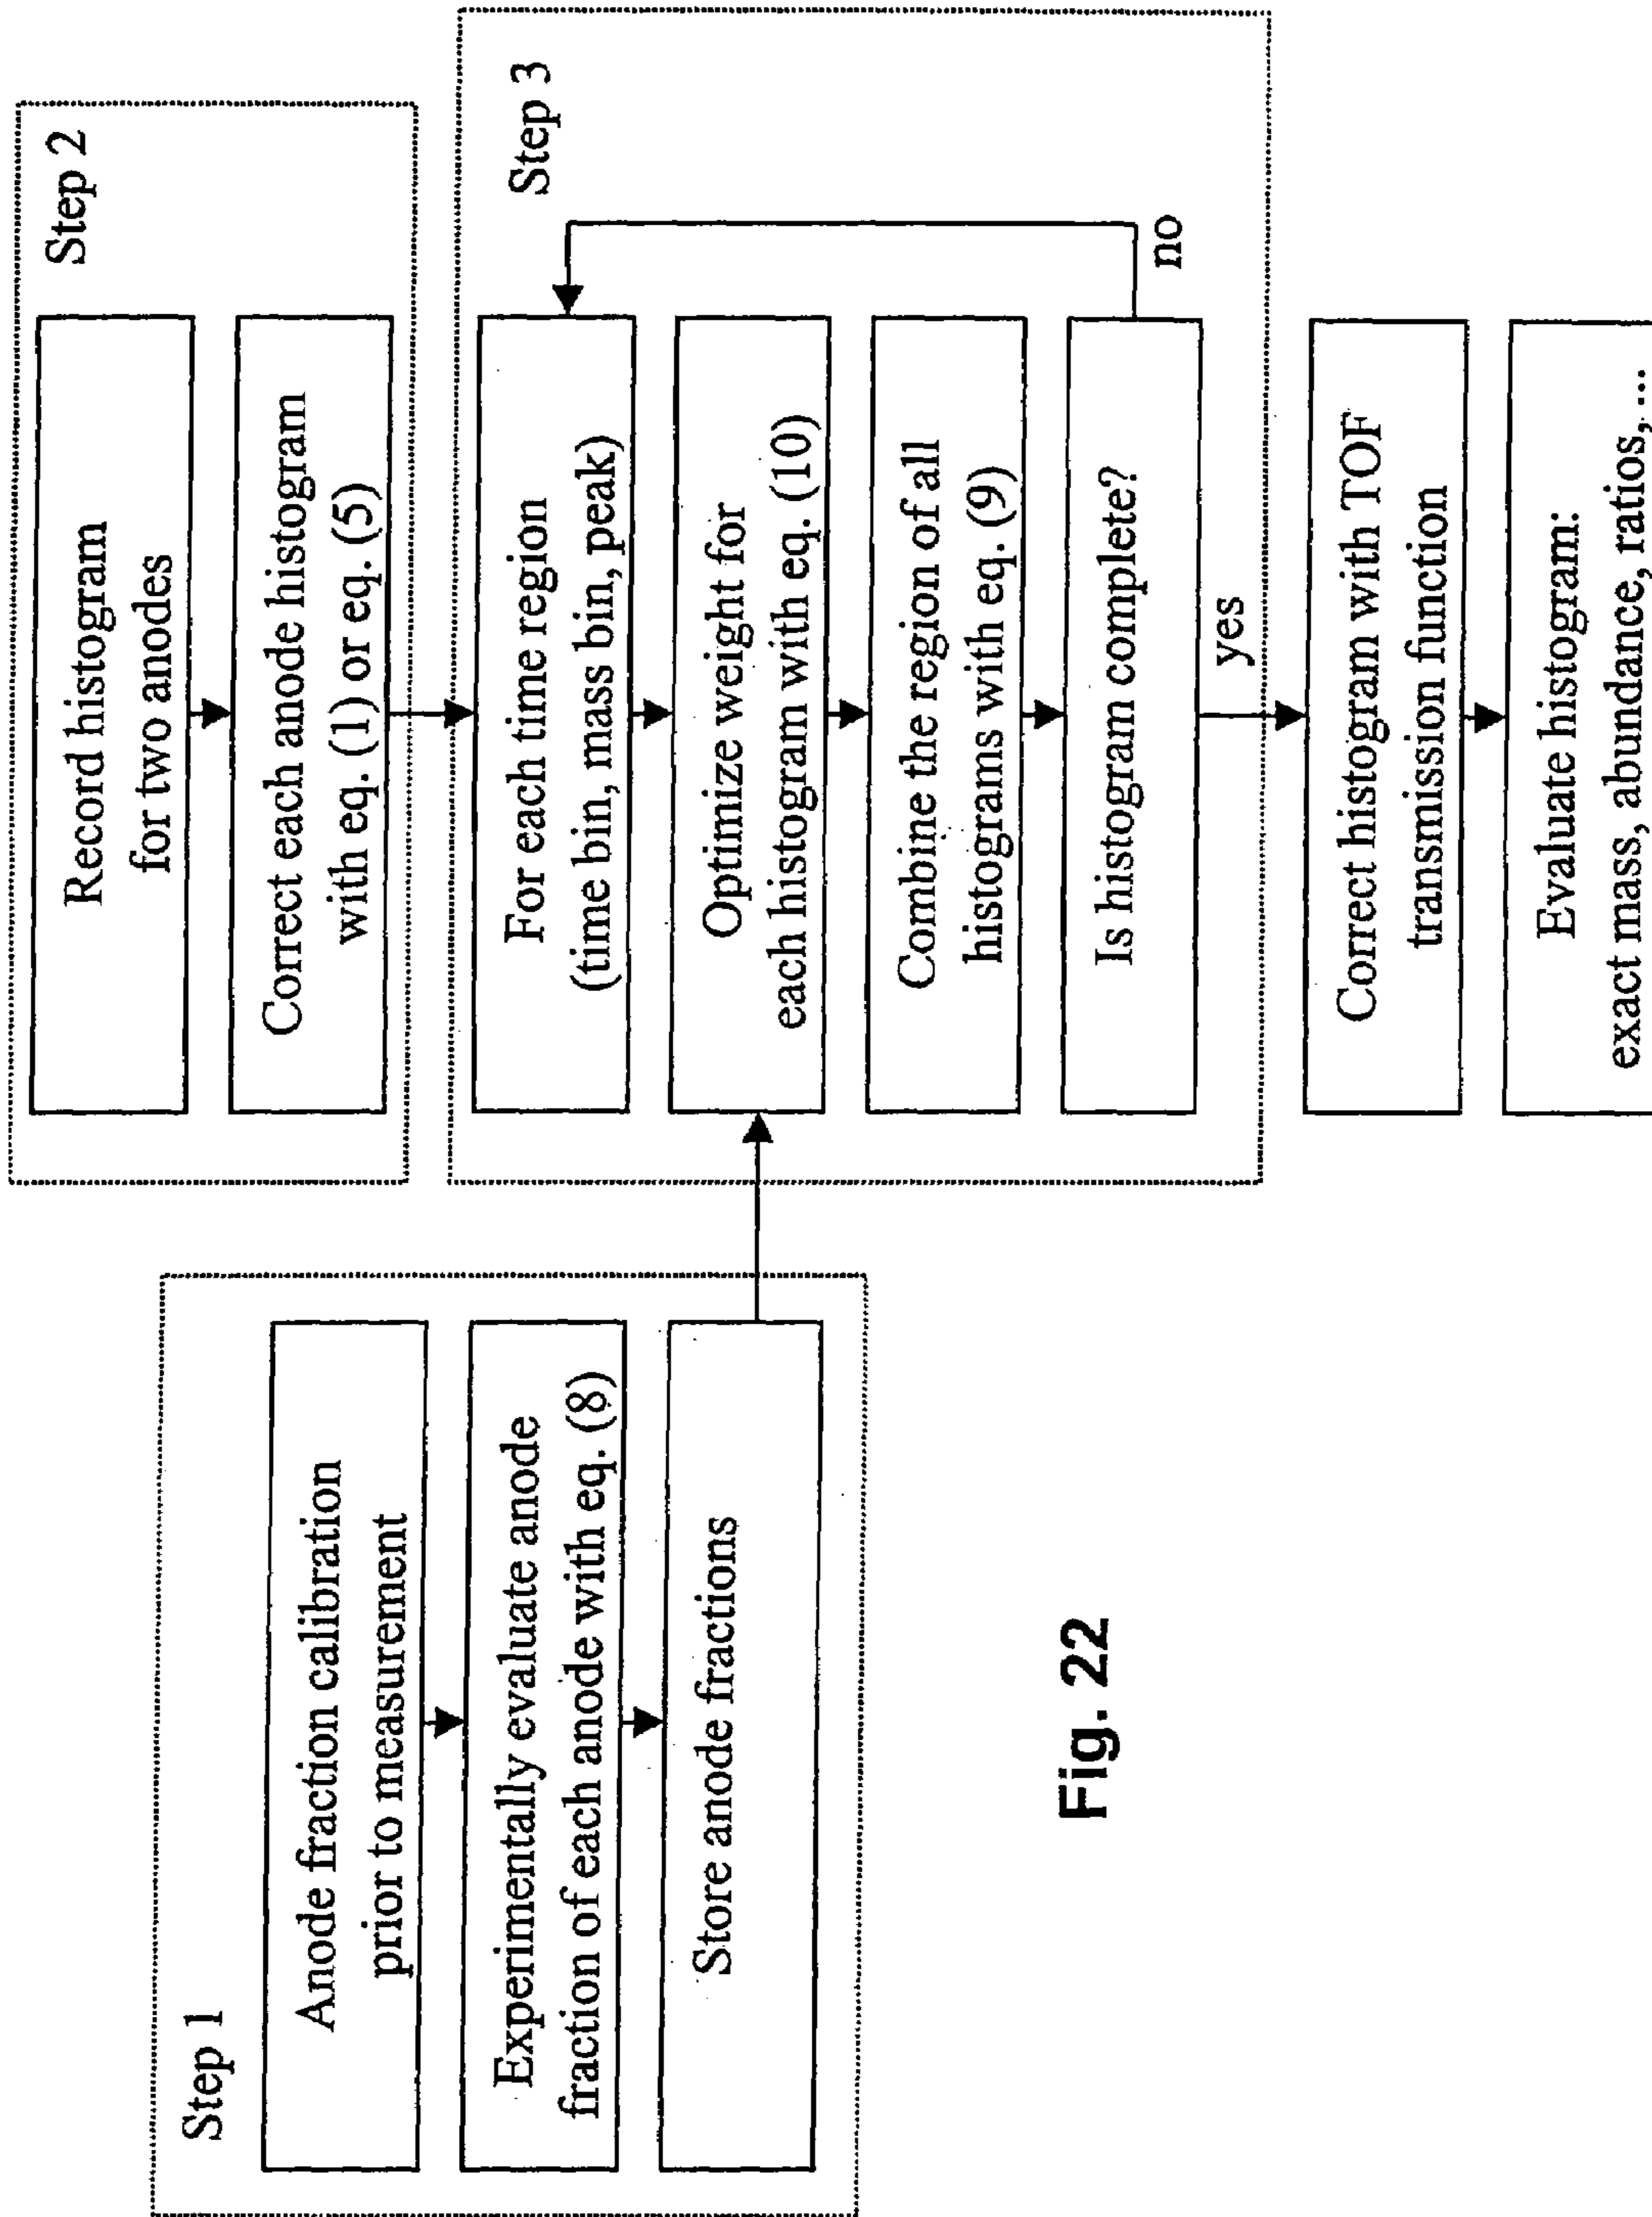 Step 1
Anode fraction calibration
prior to measurement
Experimentally evaluate anode
fraction of each anode with eq. (8)
Store anode fractions
Step 2
Record histogram
for two anodes
Correct each anode histogram
with eq. (1) or eq. (5)
Step 3
For each time region
(time bin, mass bin, peak)
Optimize weight for
each histogram with eq. (10)
Combine the region of all
histograms with eq. (9)
Is histogram complete?
no
yes
Correct histogram with TOF
transmission function
Evaluate histogram:
exact mass, abundance, ratios, ...
Fig. 22